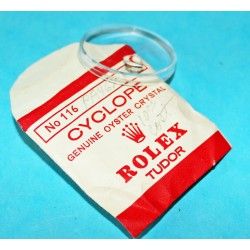 No 116
CYCLOPE
GENUINE OYSTER CRYSTAL
ROLEX
TUDOR